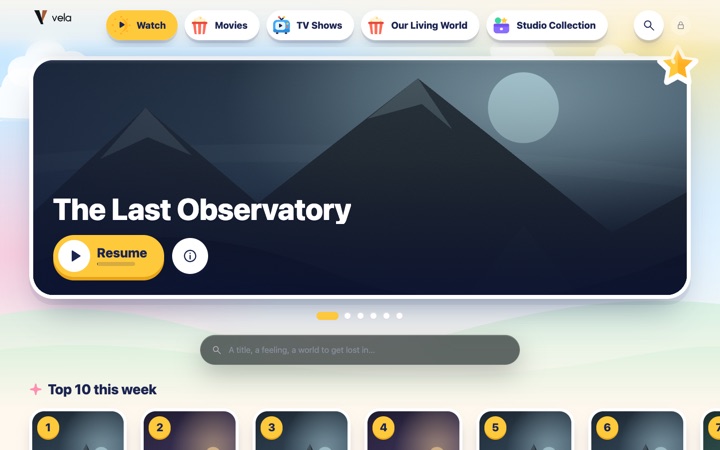 vela
Watch
Movies
TV Shows
Our Living World
Studio Collection
The Last Observatory
Resume
A title, a feeling, a world to get lost in...
Top 10 this week
1
2
3
4
5
6
7